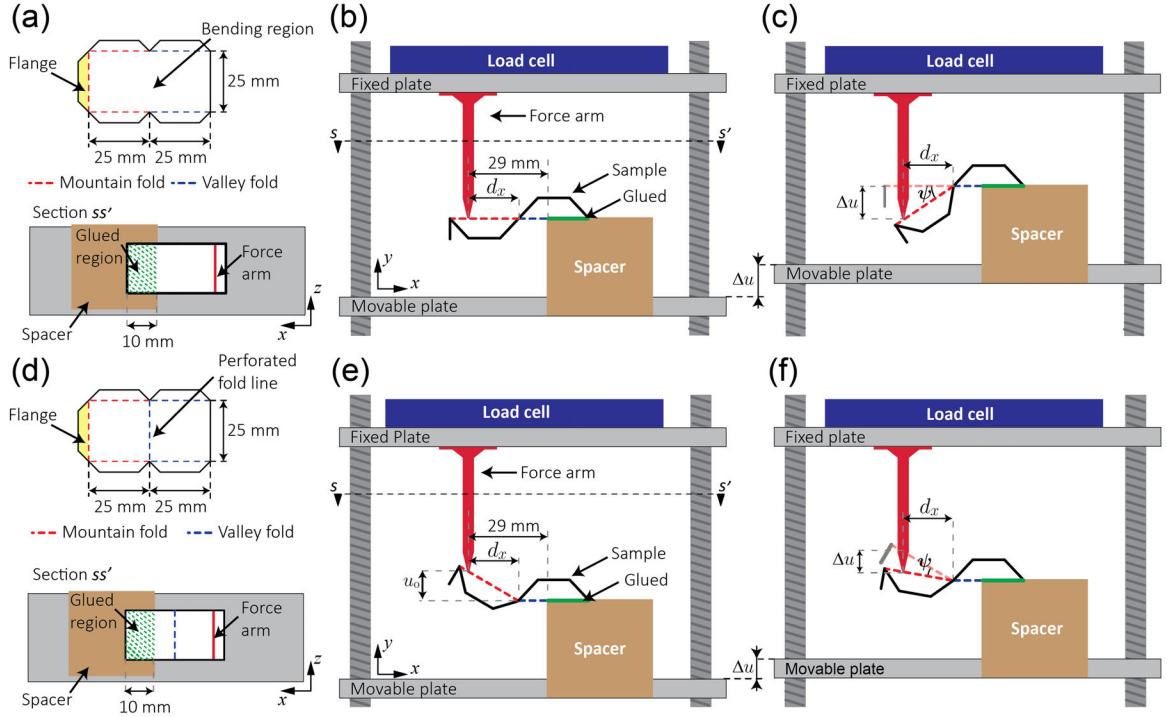 (a)
Bending region
Flange
25 mm
25 mm
25 mm
Mountain fold
Valley fold
Section ss'
Glued
region
Force
arm
Spacer
10 mm
z
x
(b)
Load cell
Fixed plate
Force arm
s
s'
29 mm
dₓ
Sample
Glued
Spacer
y
x
Movable plate
(c)
Load cell
Fixed plate
dₓ
Δu
ψ
Spacer
Δu
Movable plate
(d)
Perforated
fold line
Flange
25 mm
25 mm
25 mm
Mountain fold
Valley fold
Section ss'
Glued
region
Force
arm
Spacer
10 mm
z
x
(e)
Load cell
Fixed Plate
Force arm
s
s'
29 mm
dₓ
Sample
u₀
Glued
Spacer
y
x
Movable plate
(f)
Load cell
Fixed plate
dₓ
Δu
ψ
Spacer
Δu
Movable plate